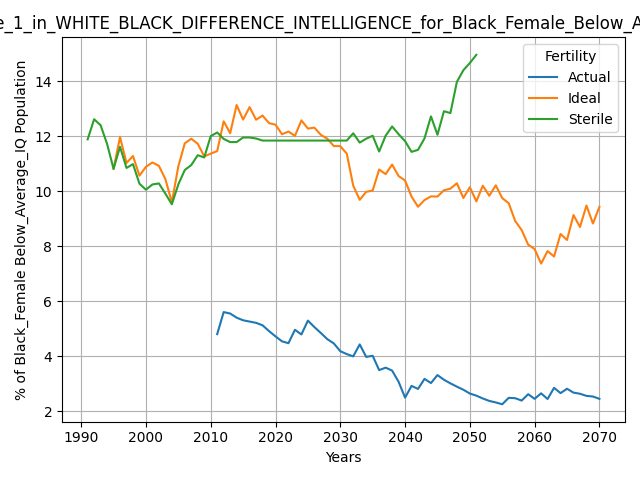 e_1_in_WHITE_BLACK_DIFFERENCE_INTELLIGENCE_for_Black_Female_Below_A
% of Black_Female Below_Average_IQ Population
14
12
10
8
6
4
2
Fertility
Actual
Ideal
Sterile
1990 2000 2010 2020 2030 2040 2050 2060 2070
Years